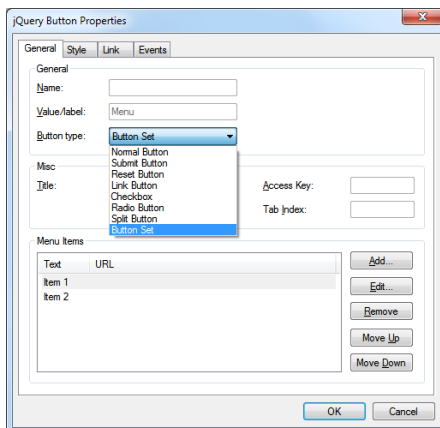 jQuery Button Properties
General Style Link Events
General
Name:
Value/label: Menu
Button type: Button Set
Normal Button
Submit Button
Reset Button
Link Button
Checkbox
Radio Button
Split Button
Button Set
Misc
Title: Access Key:
Tab Index:
Menu Items
Text URL Add...
Item 1 Edit...
Item 2 Remove
Move Up
Move Down
OK Cancel